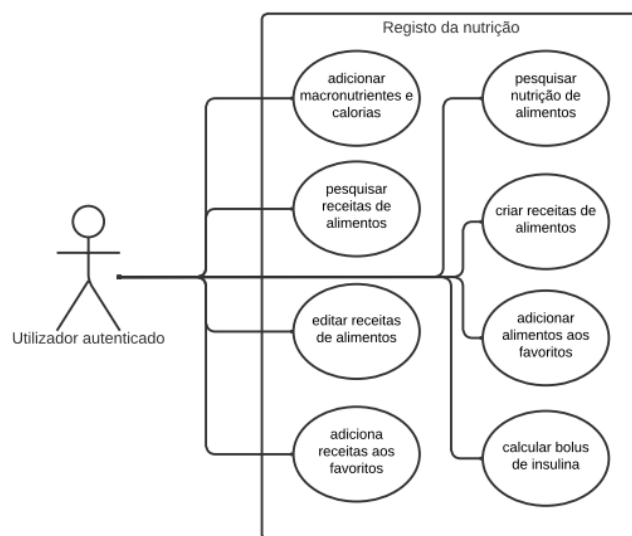 Registo da nutrição
adicionar
macronutrientes e
calorias
pesquisar
nutrição de
alimentos
pesquisar
receitas de
alimentos
criar receitas de
alimentos
Utilizador autenticado
editar receitas
de alimentos
adicionar
alimentos aos
favoritos
adiciona
receitas aos
favoritos
calcular bolus
de insulina